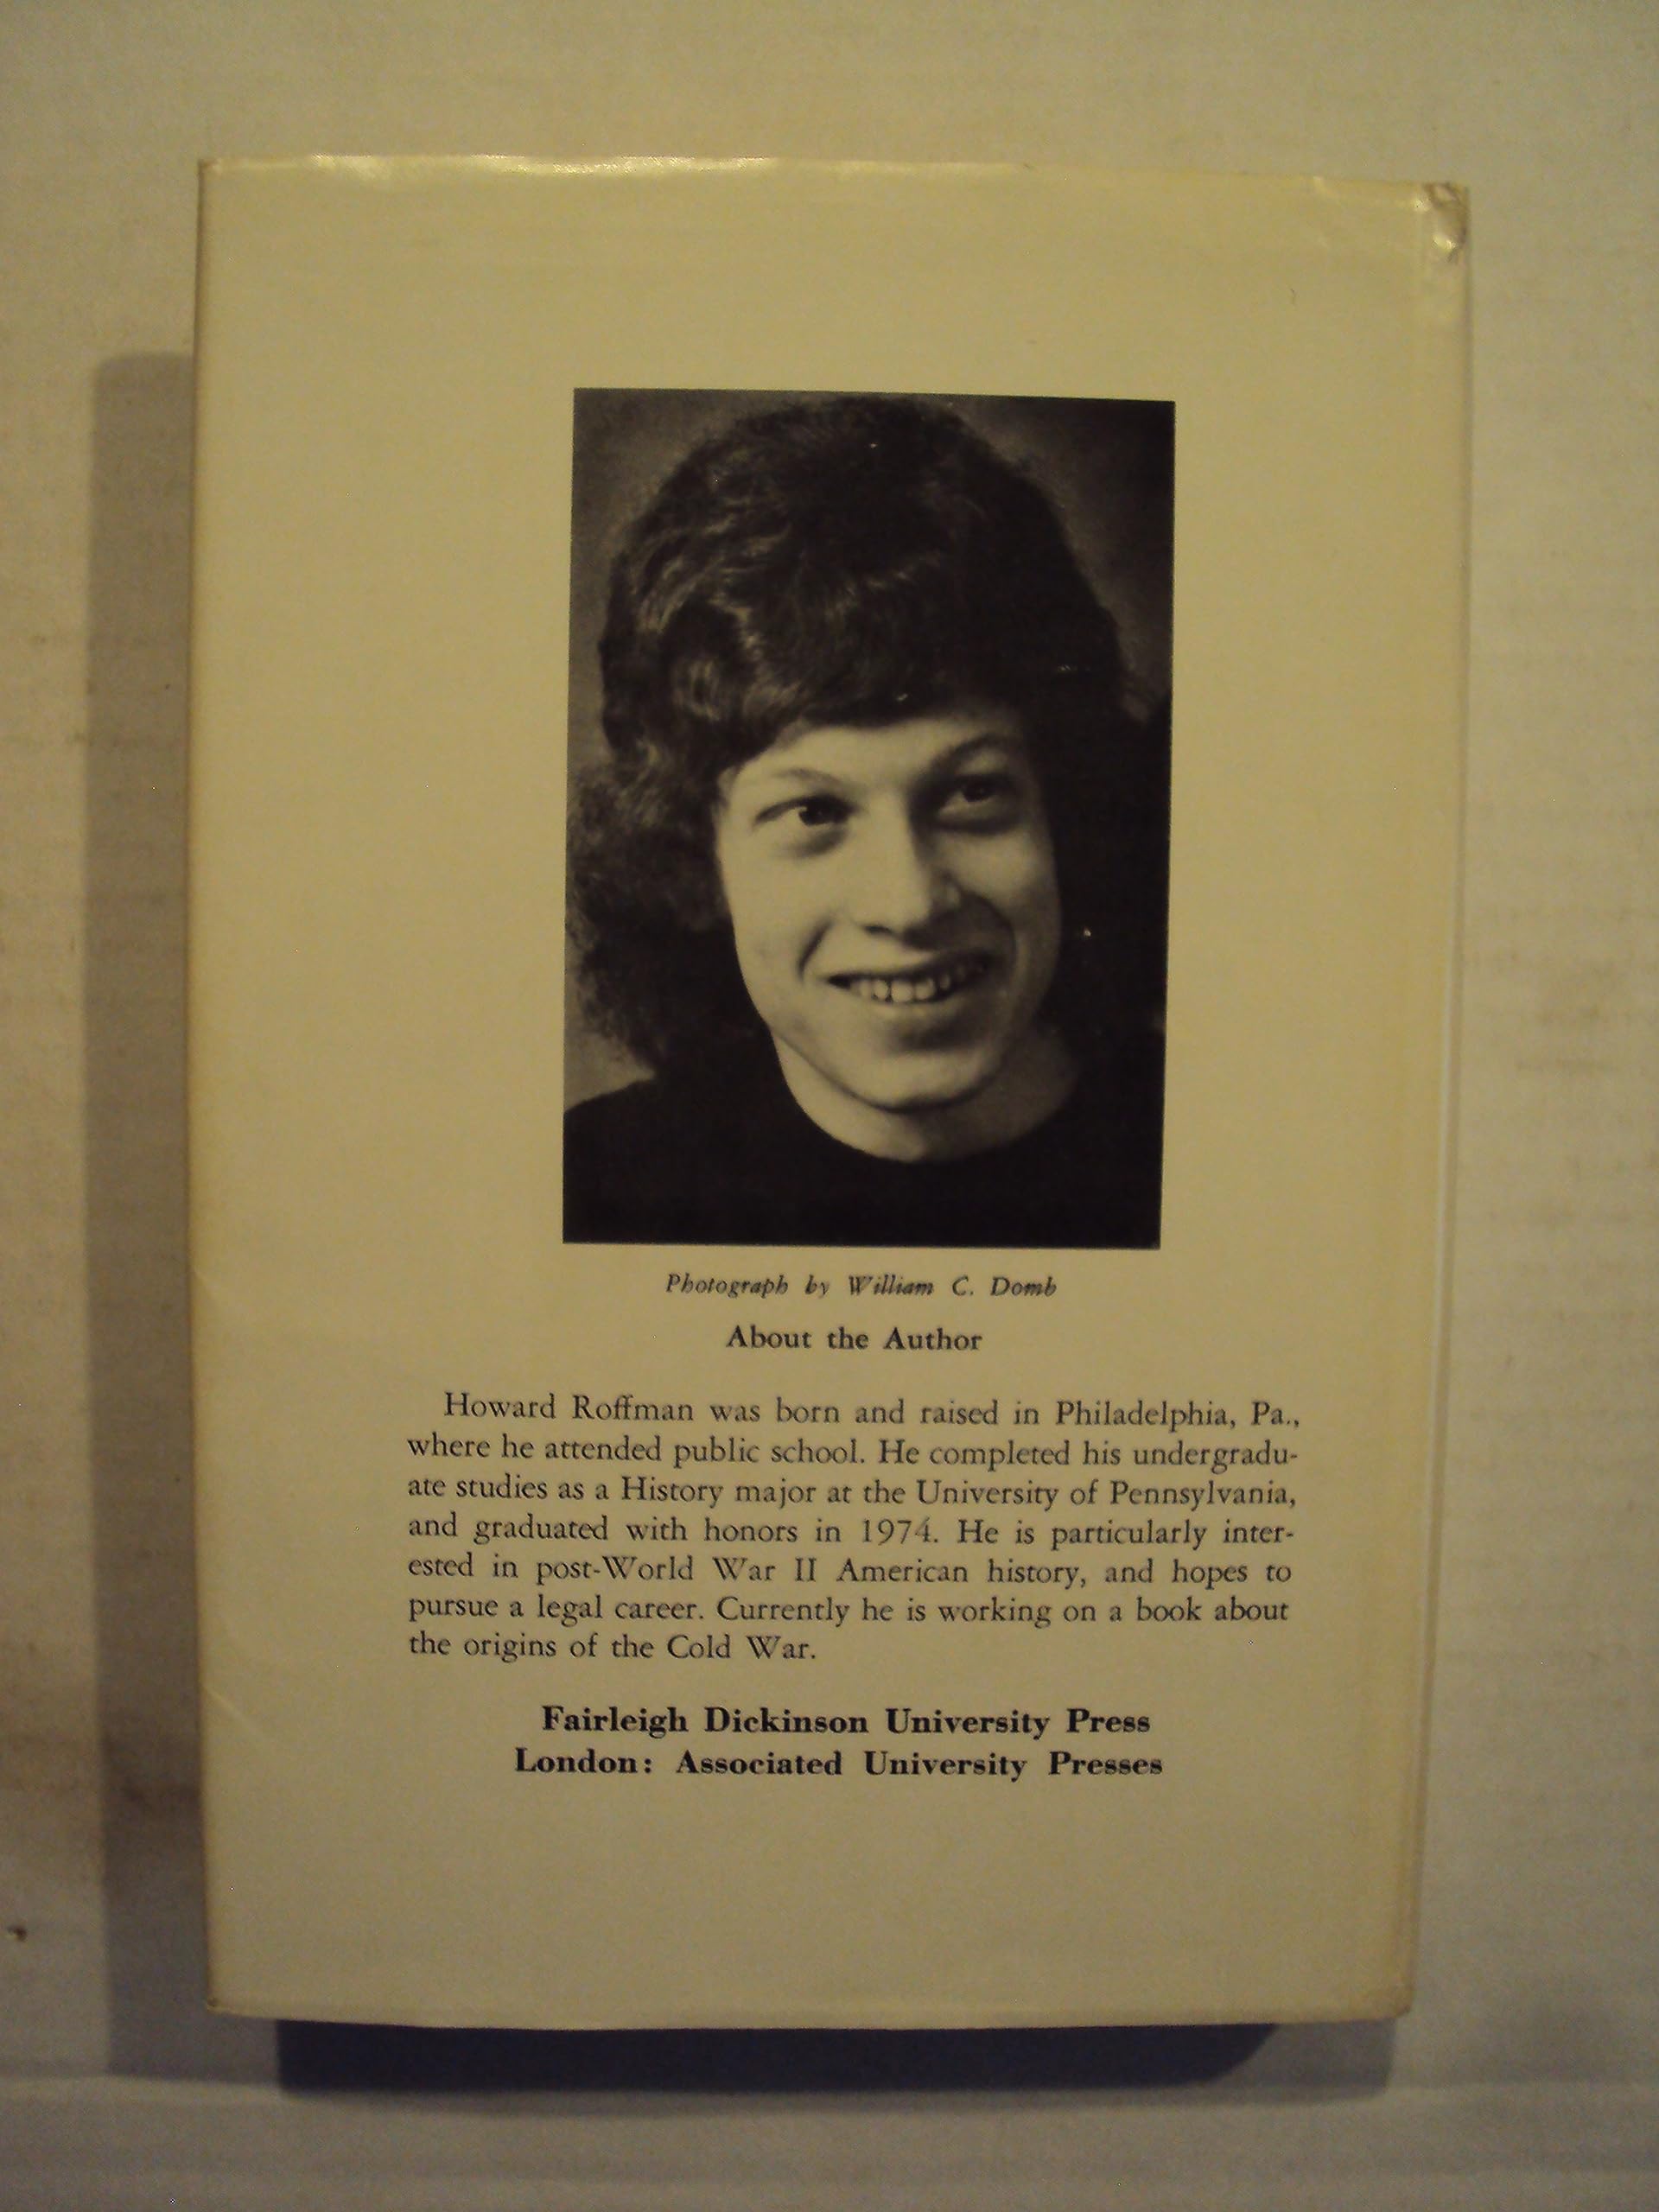 Photograph by William C. Domb
About the Author
Howard Roffman was born and raised in Philadelphia, Pa.,
where he attended public school. He completed his undergradu-
ate studies as a History major at the University of Pennsylvania,
and graduated with honors in 1974. He is particularly inter-
ested in post-World War II American history, and hopes to
pursue a legal career. Currently he is working on a book about
the origins of the Cold War.
Fairleigh Dickinson University Press
London: Associated University Presses